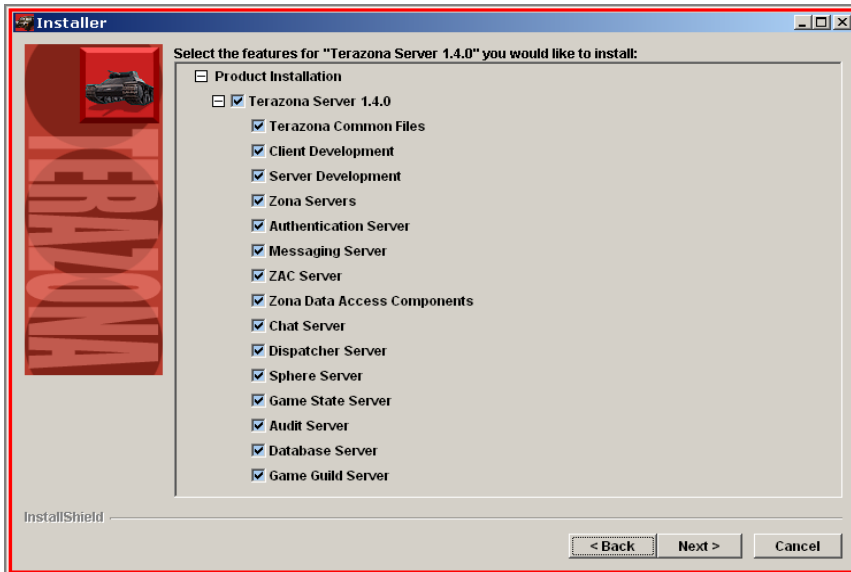 Installer
Select the features for "Terazona Server 1.4.0" you would like to install:
Product Installation
Terazona Server 1.4.0
Terazona Common Files
Client Development
Server Development
Zona Servers
Authentication Server
Messaging Server
ZAC Server
Zona Data Access Components
Chat Server
Dispatcher Server
Sphere Server
Game State Server
Audit Server
Database Server
Game Guild Server
TERAZONA
InstallShield
< Back Next > Cancel